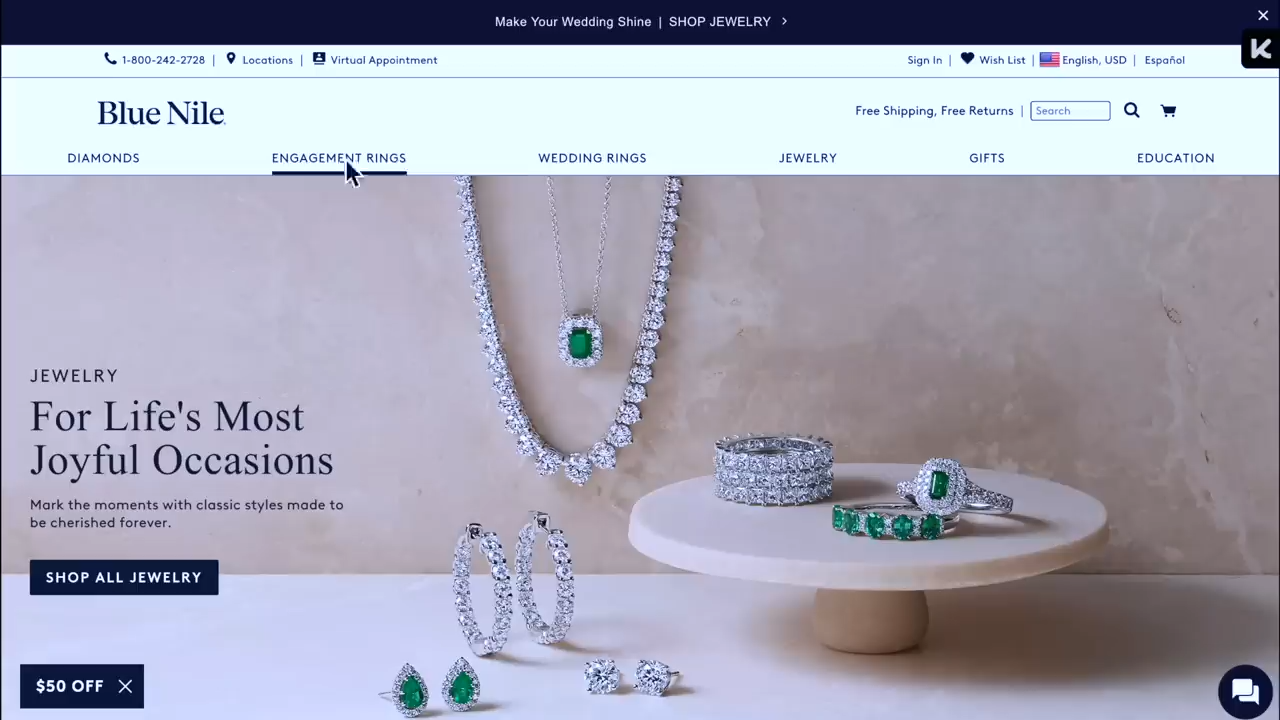 Make Your Wedding Shine | SHOP JEWELRY >
1-800-242-2728 | Locations | Virtual Appointment
Sign In | Wish List | English, USD | Español
Blue Nile.
Free Shipping, Free Returns | Search
DIAMONDS ENGAGEMENT RINGS WEDDING RINGS JEWELRY GIFTS EDUCATION
JEWELRY
For Life's Most
Joyful Occasions
Mark the moments with classic styles made to
be cherished forever.
SHOP ALL JEWELRY
$50 OFF